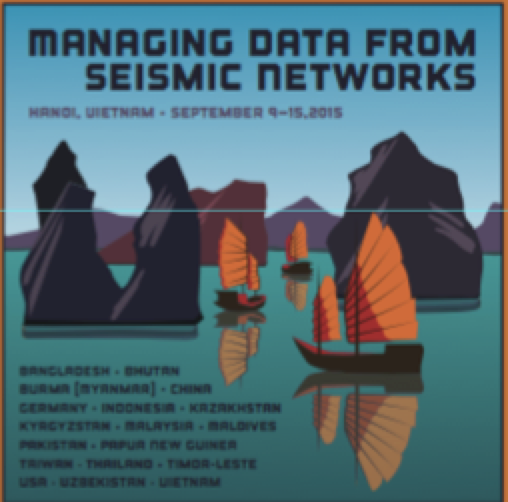 MANAGING DATA FROM
SEISMIC NETWORKS
HANOI, VIETNAM • SEPTEMBER 9-15,2015
BANGLADESH • BHUTAN
BURMA [MYANMAR] • CHINA
GERMANY • INDONESIA • KAZAKHSTAN
KYRGYZSTAN • MALAYSIA • MALDIVES
PAKISTAN • PAPUA NEW GUINEA
TAIWAN • THAILAND • TIMOR-LESTE
USA • UZBEKISTAN • VIETNAM